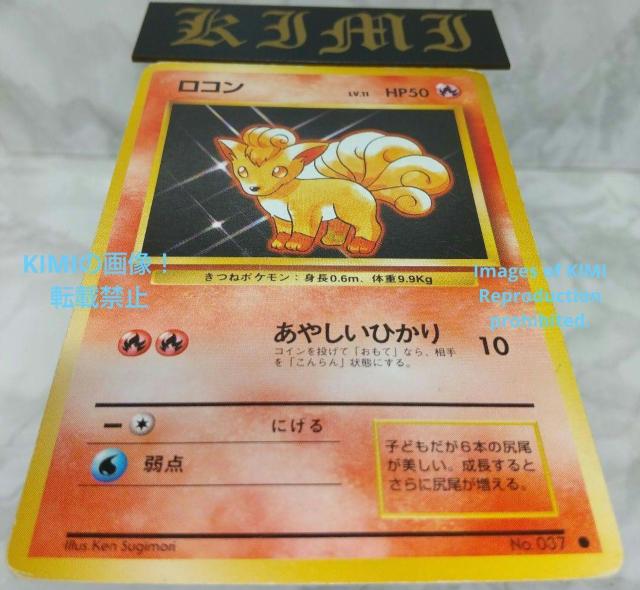 KIMI
ロコン LV.11 HP50
きつねポケモン：身長0.6m、体重9.9Kg
KIMIの画像！
転載禁止
Images of KIMI
Reproduction
prohibited.
あやしいひかり 10
コインを投げて「おもて」なら、相手
を「こんらん」状態にする。
ー にげる
弱点
子どもだが６本の尻尾
が美しい。成長すると
さらに尻尾が増える。
Illus. Ken Sugimori No. 037 ●